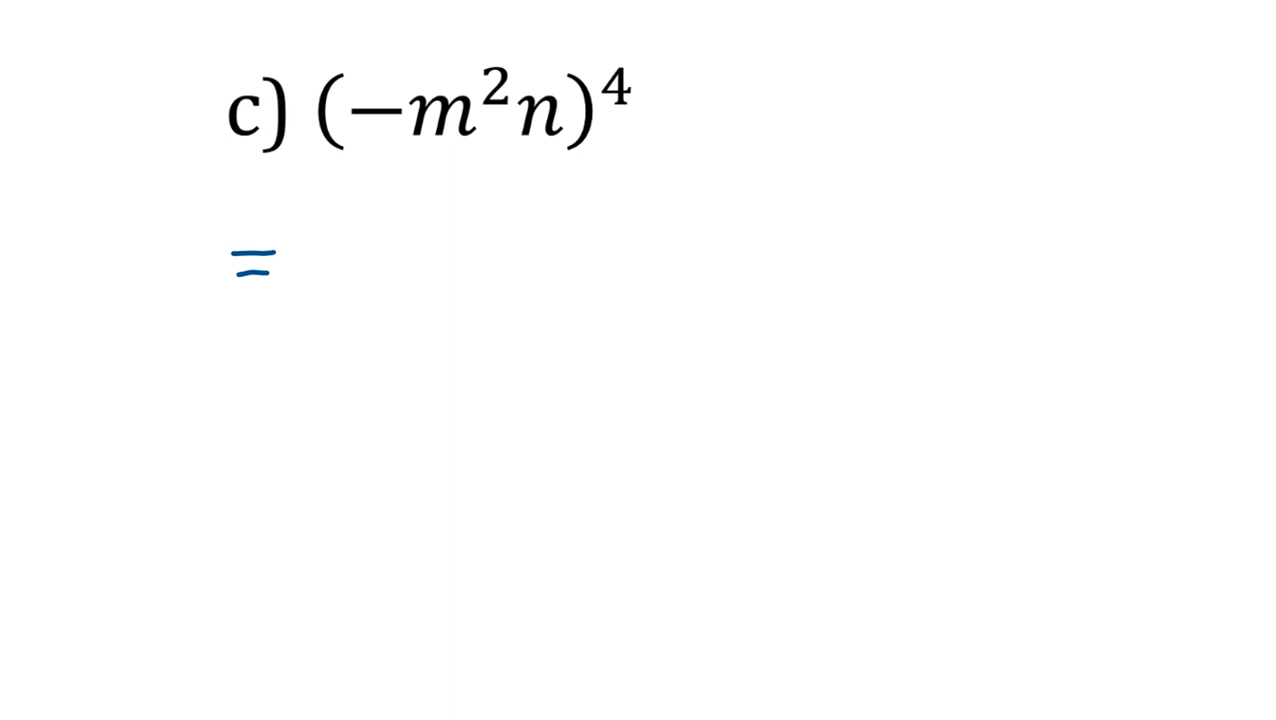 c) (−m²n)⁴
=